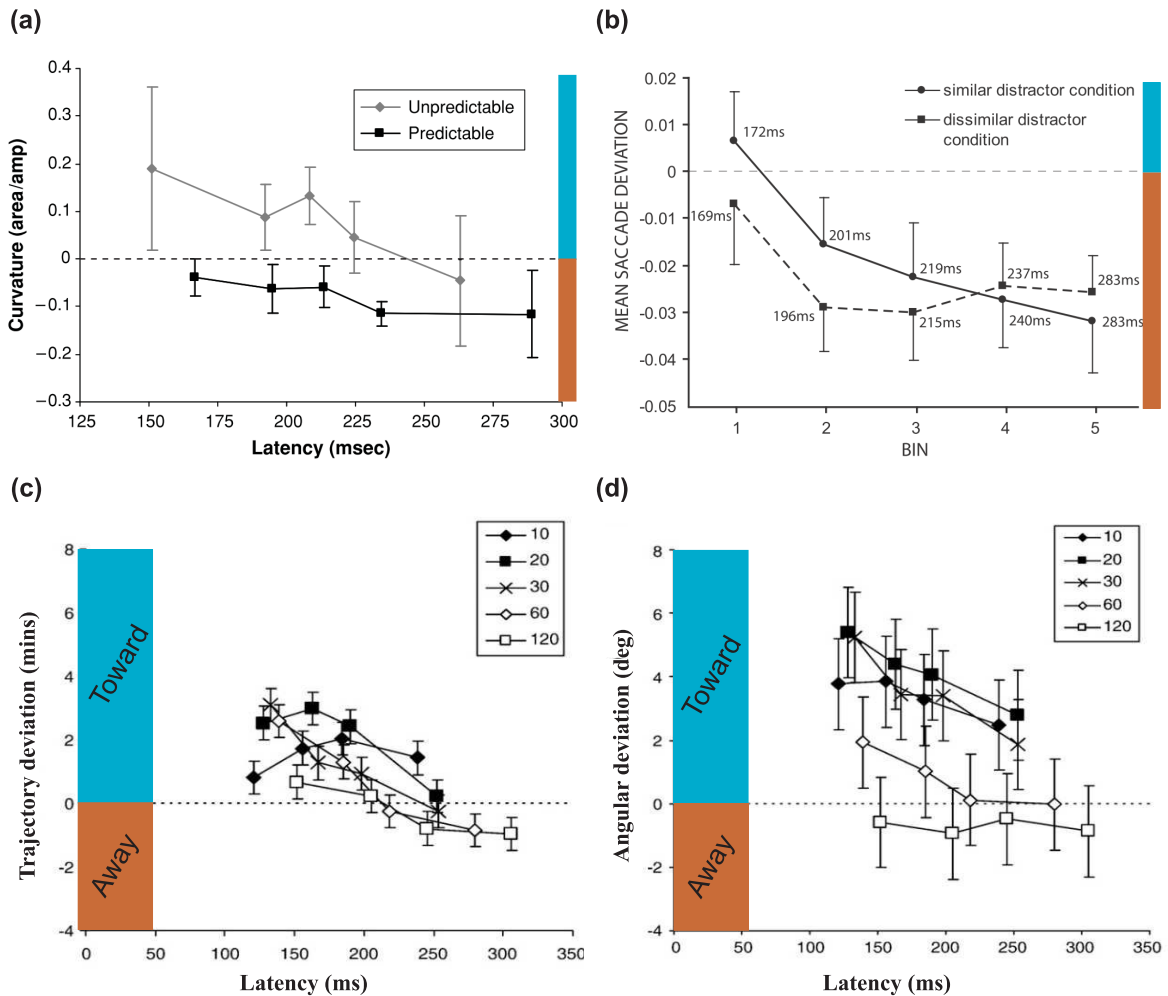 (a)
0.4
0.3
0.2
0.1
0
−0.1
−0.2
−0.3
Curvature (area/amp)
Unpredictable
Predictable
125 150 175 200 225 250 275 300
Latency (msec)
(b)
0.02
0.01
0
-0.01
-0.02
-0.03
-0.04
-0.05
MEAN SACCADE DEVIATION
similar distractor condition
dissimilar distractor
condition
172ms
169ms
201ms
196ms
219ms
215ms
237ms
240ms
283ms
283ms
1 2 3 4 5
BIN
(c)
8
6
4
2
0
-2
-4
Trajectory deviation (mins)
Toward
Away
10
20
30
60
120
0 50 100 150 200 250 300 350
Latency (ms)
(d)
8
6
4
2
0
-2
-4
Angular deviation (deg)
Toward
Away
10
20
30
60
120
0 50 100 150 200 250 300 350
Latency (ms)